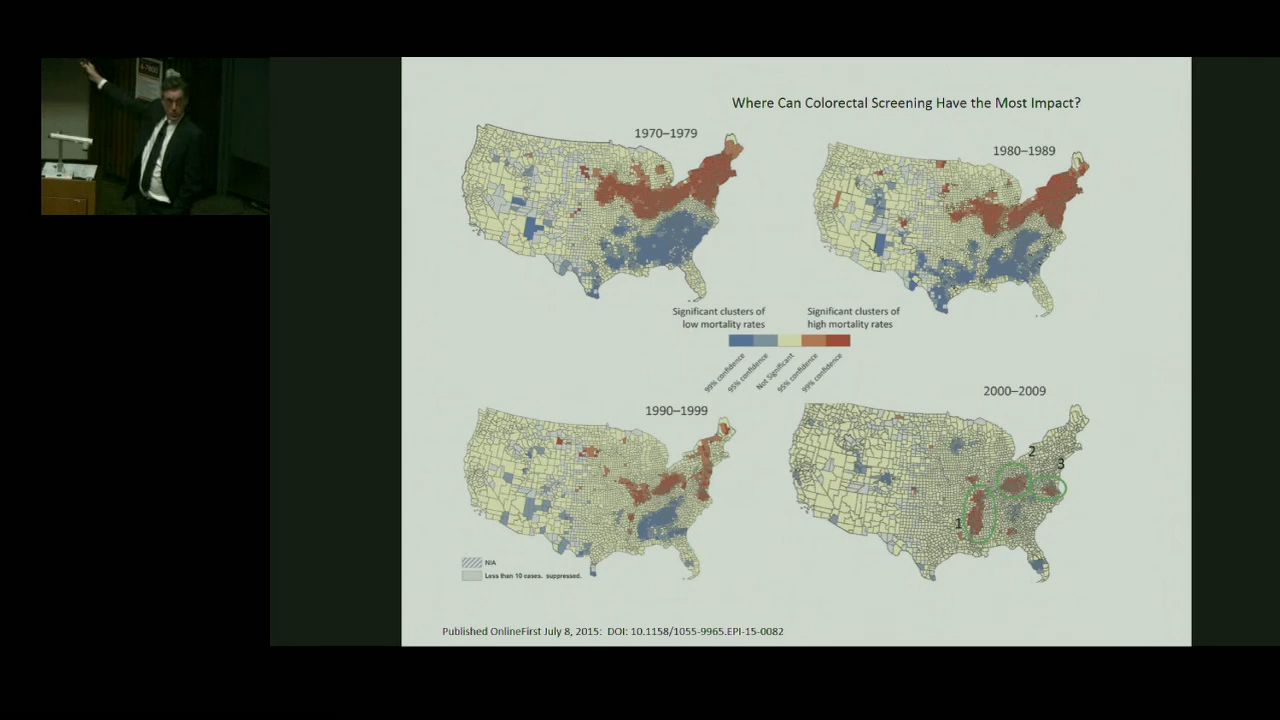 Where Can Colorectal Screening Have the Most Impact?
1970–1979
1980–1989
Significant clusters of
low mortality rates
Significant clusters of
high mortality rates
99% confidence
95% confidence
Not Significant
95% confidence
99% confidence
1990–1999
2000–2009
2
3
1
N/A
Less than 10 cases. suppressed.
Published OnlineFirst July 8, 2015: DOI: 10.1158/1055-9965.EPI-15-0082